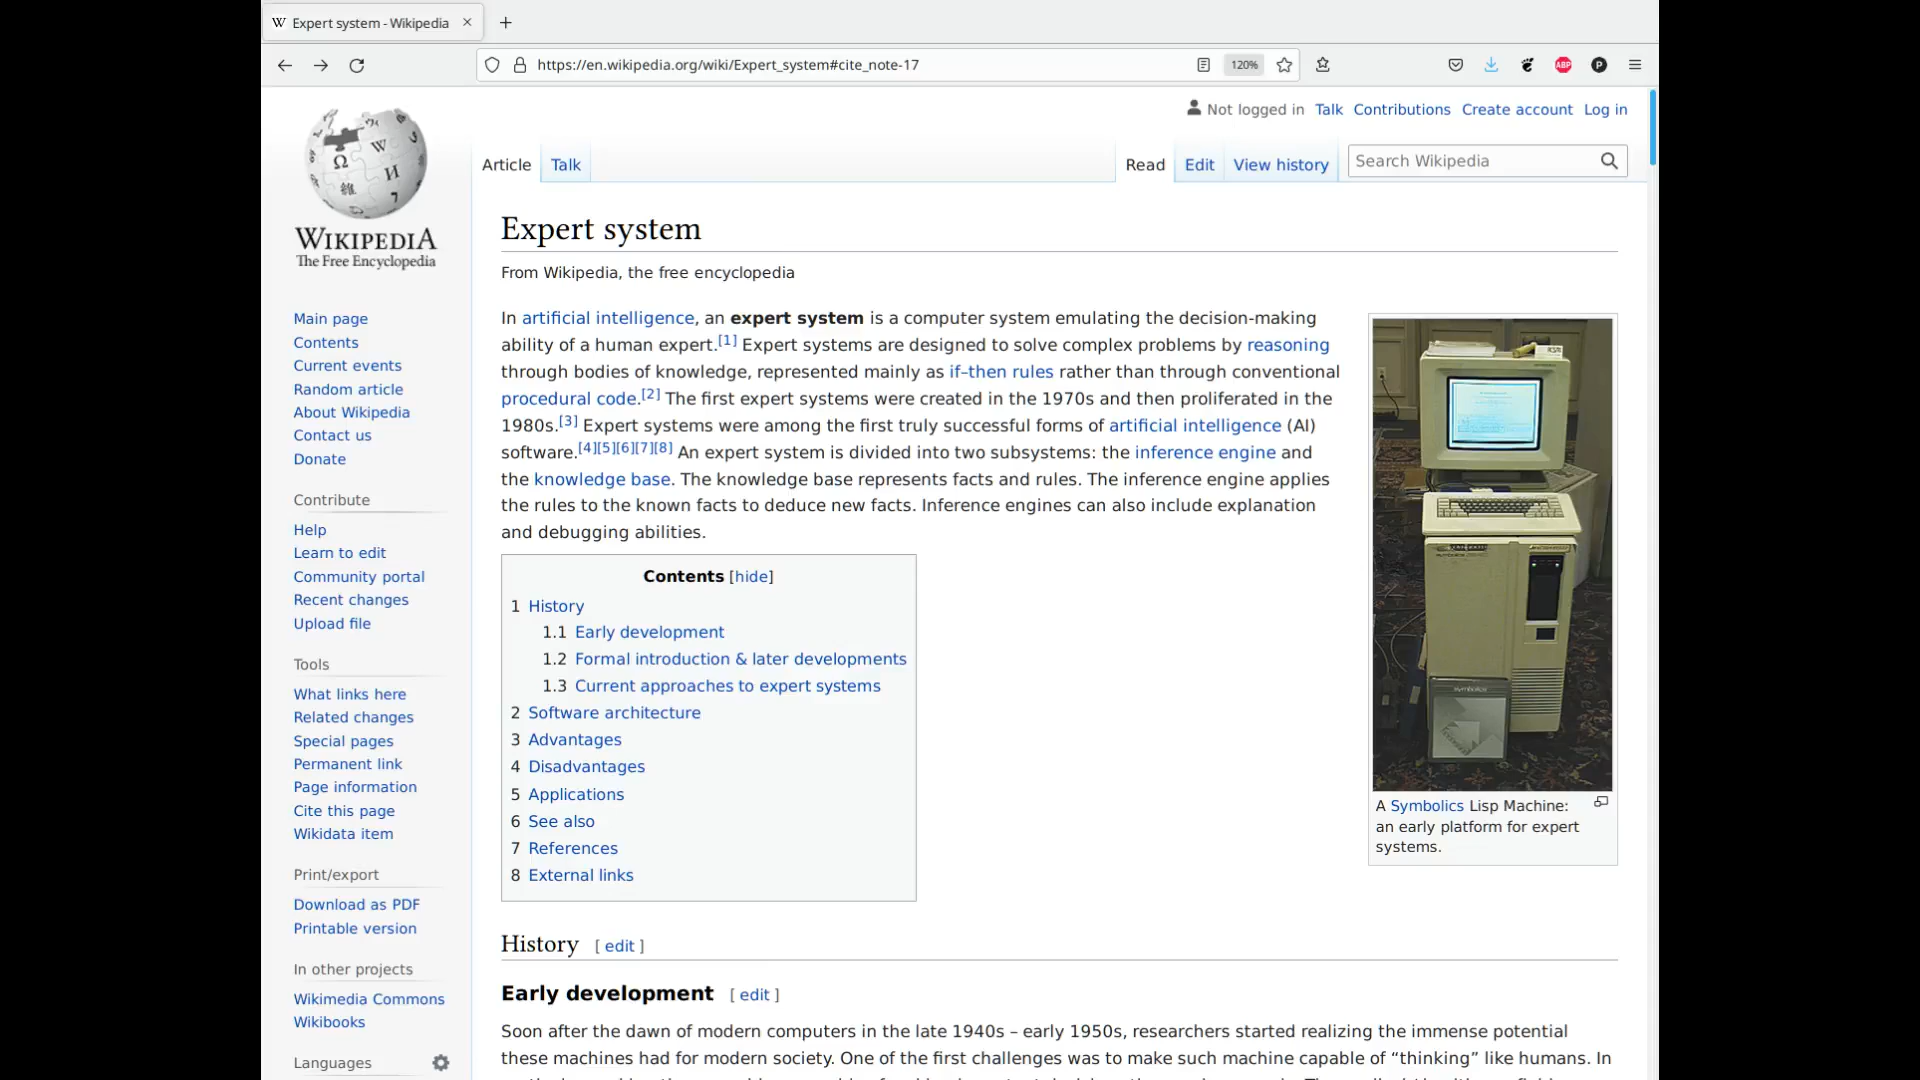 Expert system - Wikipedia
https://en.wikipedia.org/wiki/Expert_system#cite_note-17
120%
ABP
P
Not logged in Talk Contributions Create account Log in
Article Talk
Read Edit View history
Search Wikipedia
WIKIPEDIA
The Free Encyclopedia
Main page
Contents
Current events
Random article
About Wikipedia
Contact us
Donate
Contribute
Help
Learn to edit
Community portal
Recent changes
Upload file
Tools
What links here
Related changes
Special pages
Permanent link
Page information
Cite this page
Wikidata item
Print/export
Download as PDF
Printable version
In other projects
Wikimedia Commons
Wikibooks
Languages
Expert system
From Wikipedia, the free encyclopedia
In artificial intelligence, an expert system is a computer system emulating the decision-making
ability of a human expert.[1] Expert systems are designed to solve complex problems by reasoning
through bodies of knowledge, represented mainly as if–then rules rather than through conventional
procedural code.[2] The first expert systems were created in the 1970s and then proliferated in the
1980s.[3] Expert systems were among the first truly successful forms of artificial intelligence (AI)
software.[4][5][6][7][8] An expert system is divided into two subsystems: the inference engine and
the knowledge base. The knowledge base represents facts and rules. The inference engine applies
the rules to the known facts to deduce new facts. Inference engines can also include explanation
and debugging abilities.
A Symbolics Lisp Machine:
an early platform for expert
systems.
Contents [hide]
1 History
1.1 Early development
1.2 Formal introduction & later developments
1.3 Current approaches to expert systems
2 Software architecture
3 Advantages
4 Disadvantages
5 Applications
6 See also
7 References
8 External links
History [ edit ]
Early development [ edit ]
Soon after the dawn of modern computers in the late 1940s – early 1950s, researchers started realizing the immense potential
these machines had for modern society. One of the first challenges was to make such machine capable of “thinking” like humans. In